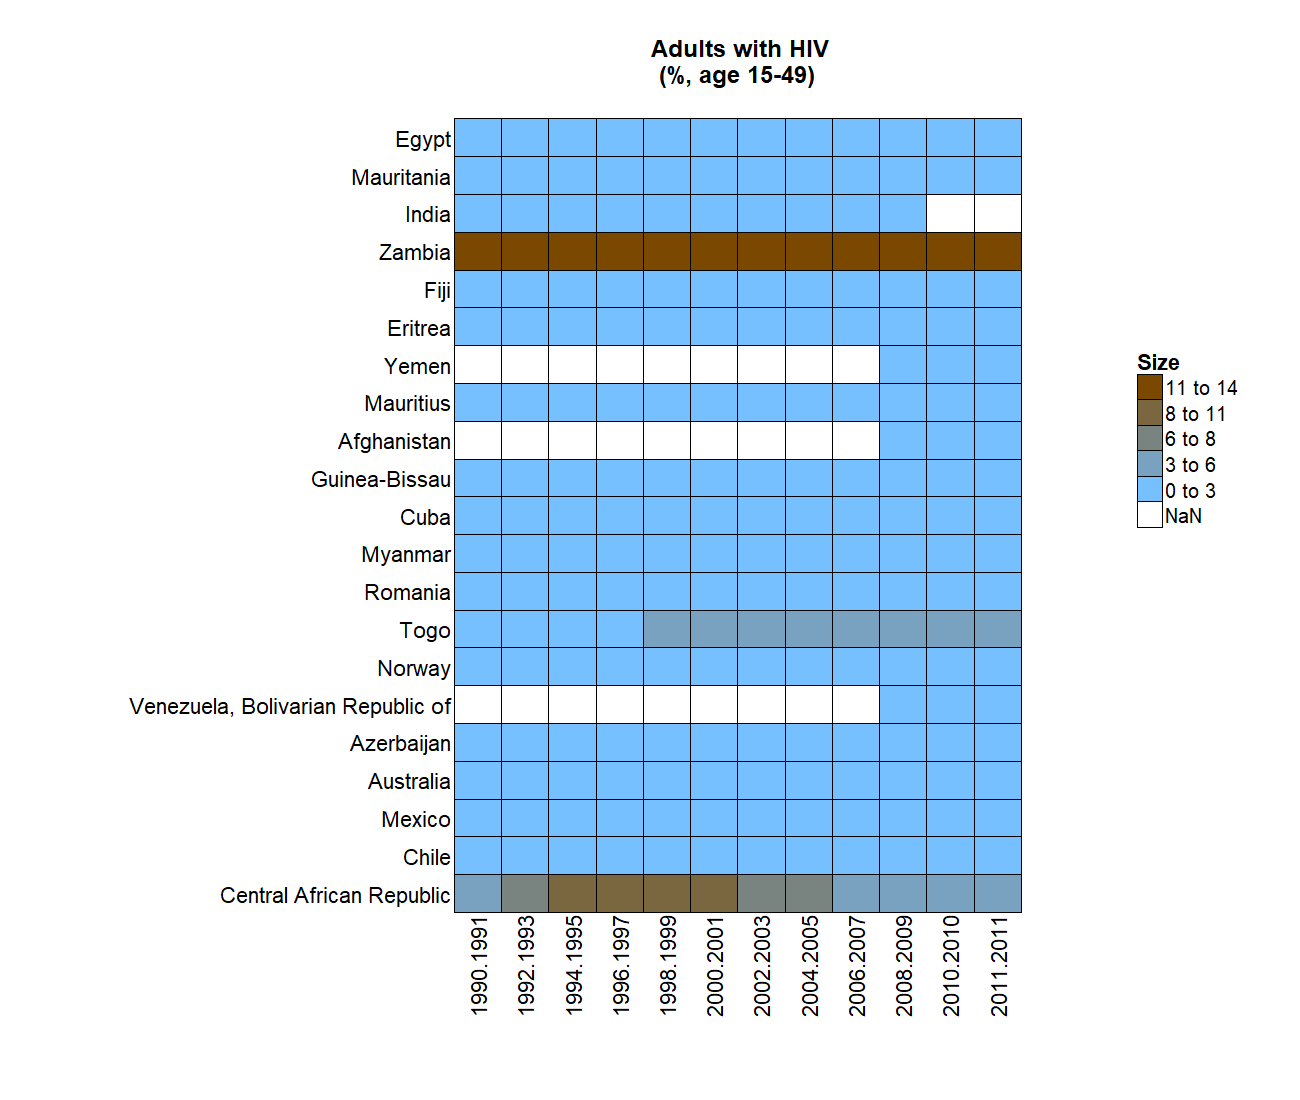 Adults with HIV
(%, age 15-49)
Egypt
Mauritania
India
Zambia
Fiji
Eritrea
Yemen
Mauritius
Afghanistan
Guinea-Bissau
Cuba
Myanmar
Romania
Togo
Norway
Venezuela, Bolivarian Republic of
Azerbaijan
Australia
Mexico
Chile
Central African Republic
1990.1991
1992.1993
1994.1995
1996.1997
1998.1999
2000.2001
2002.2003
2004.2005
2006.2007
2008.2009
2010.2010
2011.2011
Size
11 to 14
8 to 11
6 to 8
3 to 6
0 to 3
NaN